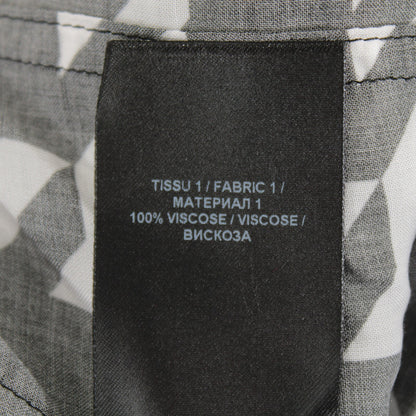 TISSU 1 / FABRIC 1 /
МАТЕРИАЛ 1
100% VISCOSE / VISCOSE /
ВИСКОЗА